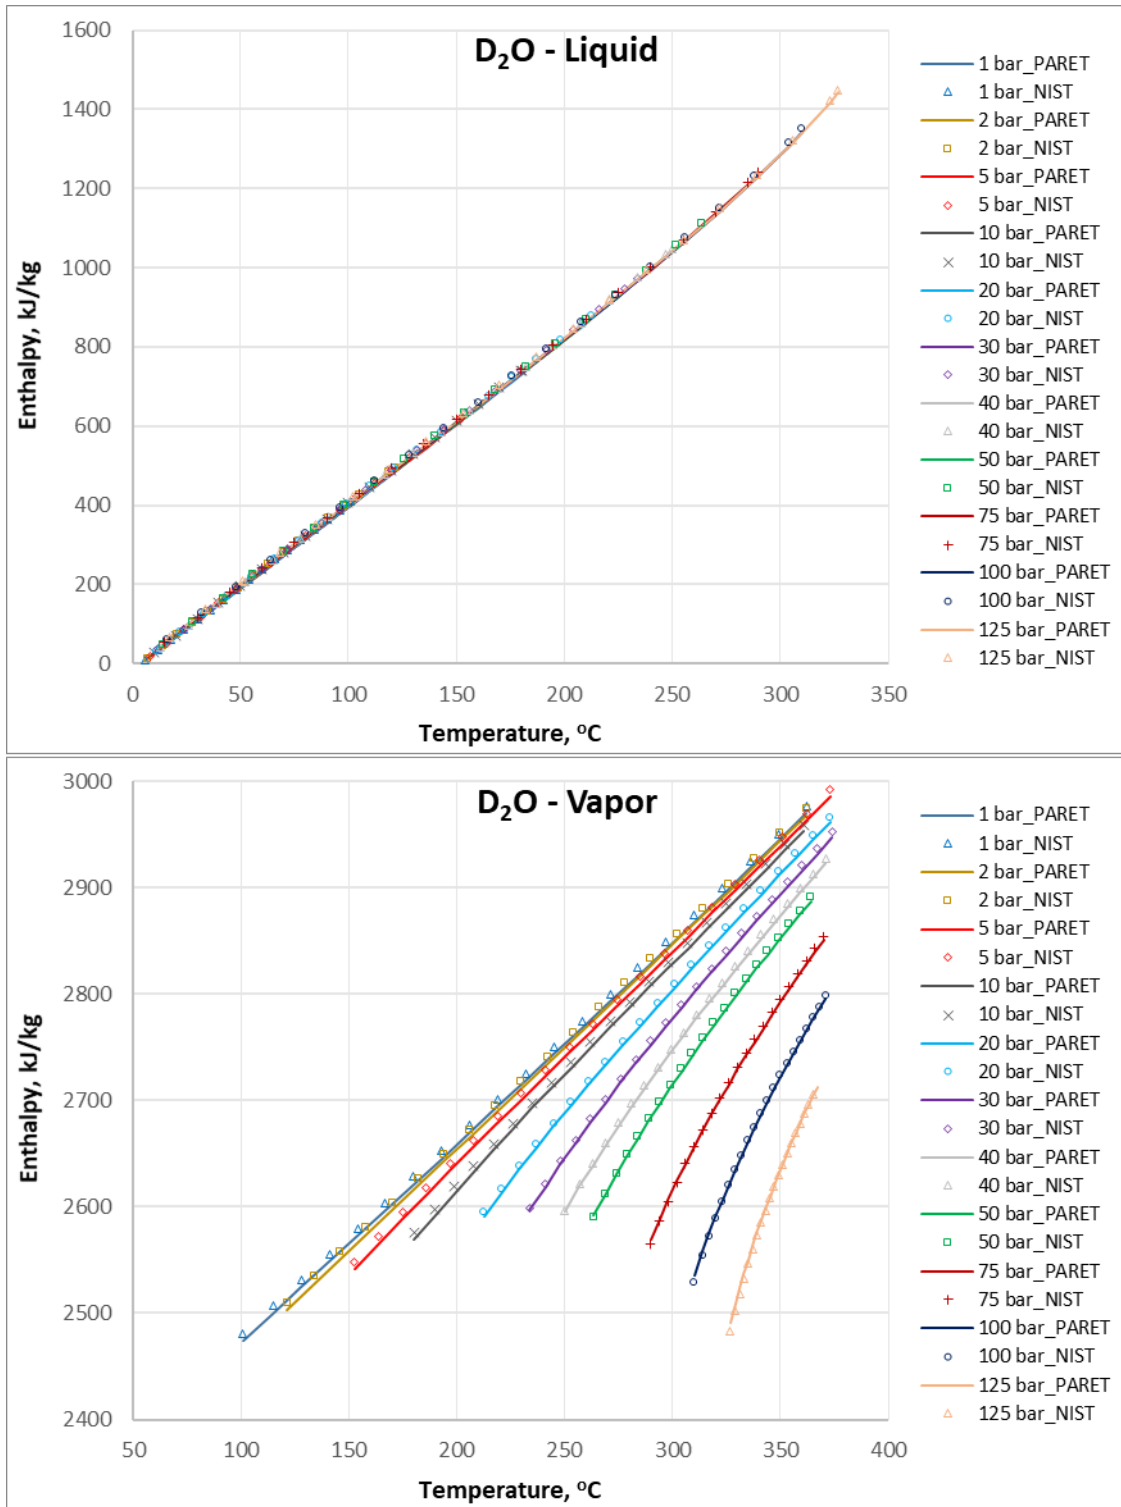 D₂O - Liquid
1600
1400
1200
1000
800
600
400
200
0
Enthalpy, kJ/kg
0 50 100 150 200 250 300 350
Temperature, ⁰C
1 bar_PARET
1 bar_NIST
2 bar_PARET
2 bar_NIST
5 bar_PARET
5 bar_NIST
10 bar_PARET
10 bar_NIST
20 bar_PARET
20 bar_NIST
30 bar_PARET
30 bar_NIST
40 bar_PARET
40 bar_NIST
50 bar_PARET
50 bar_NIST
75 bar_PARET
75 bar_NIST
100 bar_PARET
100 bar_NIST
125 bar_PARET
125 bar_NIST
D₂O - Vapor
3000
2900
2800
2700
2600
2500
2400
Enthalpy, kJ/kg
50 100 150 200 250 300 350 400
Temperature, ⁰C
1 bar_PARET
1 bar_NIST
2 bar_PARET
2 bar_NIST
5 bar_PARET
5 bar_NIST
10 bar_PARET
10 bar_NIST
20 bar_PARET
20 bar_NIST
30 bar_PARET
30 bar_NIST
40 bar_PARET
40 bar_NIST
50 bar_PARET
50 bar_NIST
75 bar_PARET
75 bar_NIST
100 bar_PARET
100 bar_NIST
125 bar_PARET
125 bar_NIST